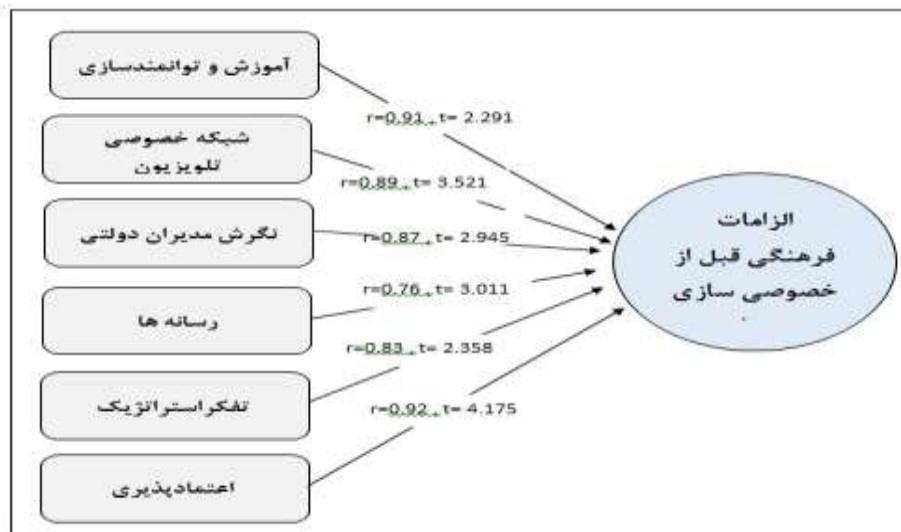 آموزش و توانمندسازی
r=0.91 , t= 2.291
شبکه خصوصی
تلویزیون
r=0.89 , t= 3.521
نگرش مدیران دولتی
r=0.87 , t= 2.945
رسانه ها
r=0.76 , t= 3.011
تفکراستراتژیک
r=0.83 , t= 2.358
اعتمادپذیری
r=0.92 , t= 4.175
الزامات
فرهنگی قبل از
خصوصی سازی